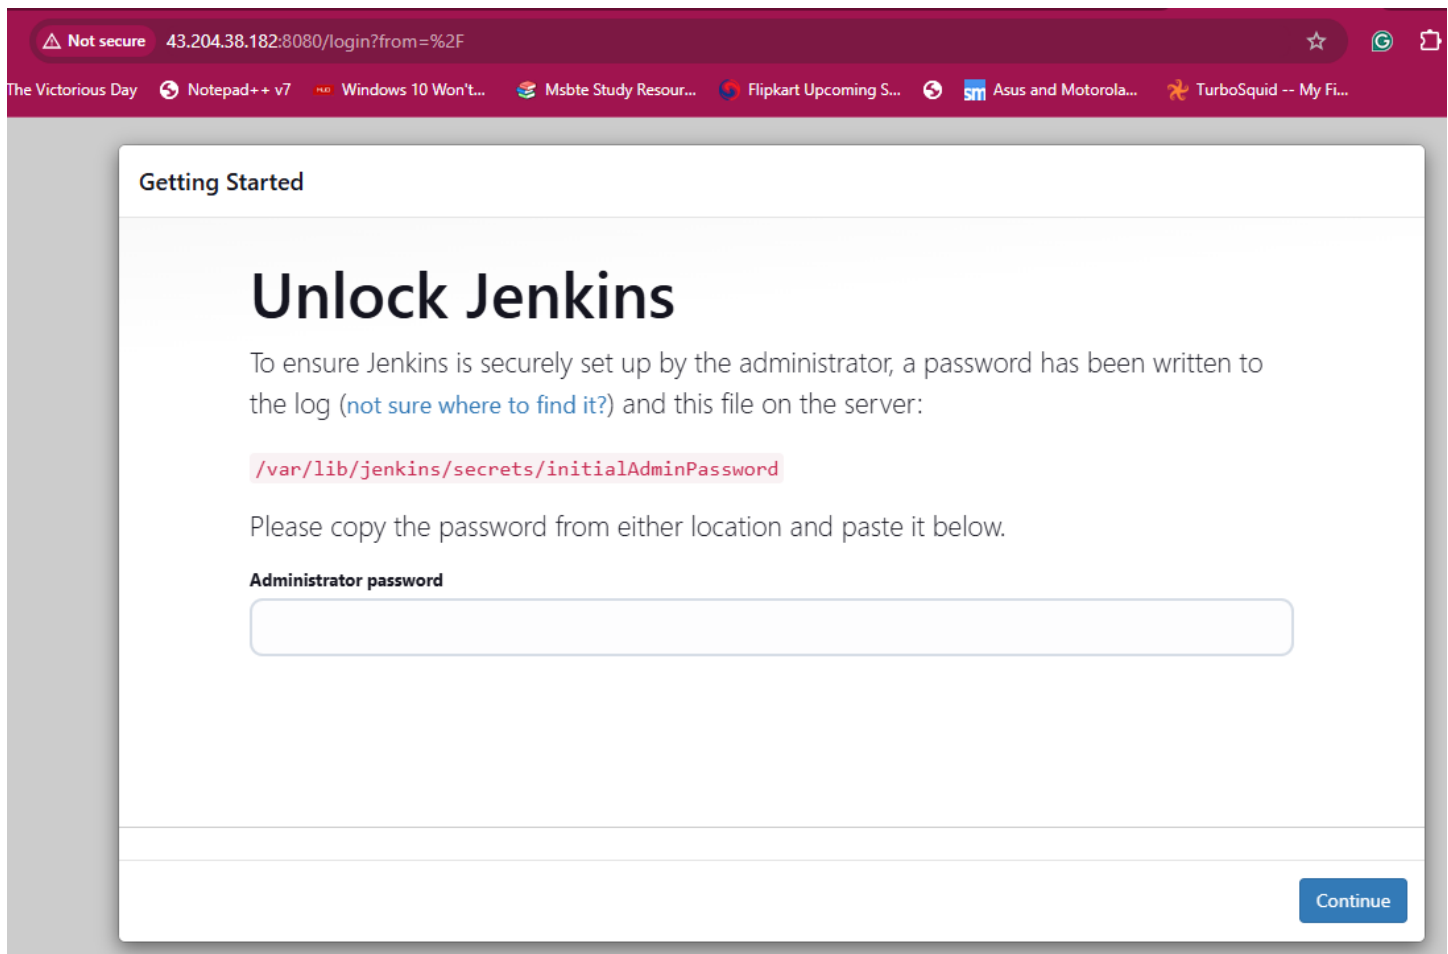 Not secure 43.204.38.182:8080/login?from=%2F
The Victorious Day Notepad++ v7 HUD Windows 10 Won't... Msbte Study Resour... Flipkart Upcoming S... sm Asus and Motorola... TurboSquid -- My Fi...
Getting Started
Unlock Jenkins
To ensure Jenkins is securely set up by the administrator, a password has been written to
the log (not sure where to find it?) and this file on the server:
/var/lib/jenkins/secrets/initialAdminPassword
Please copy the password from either location and paste it below.
Administrator password
Continue